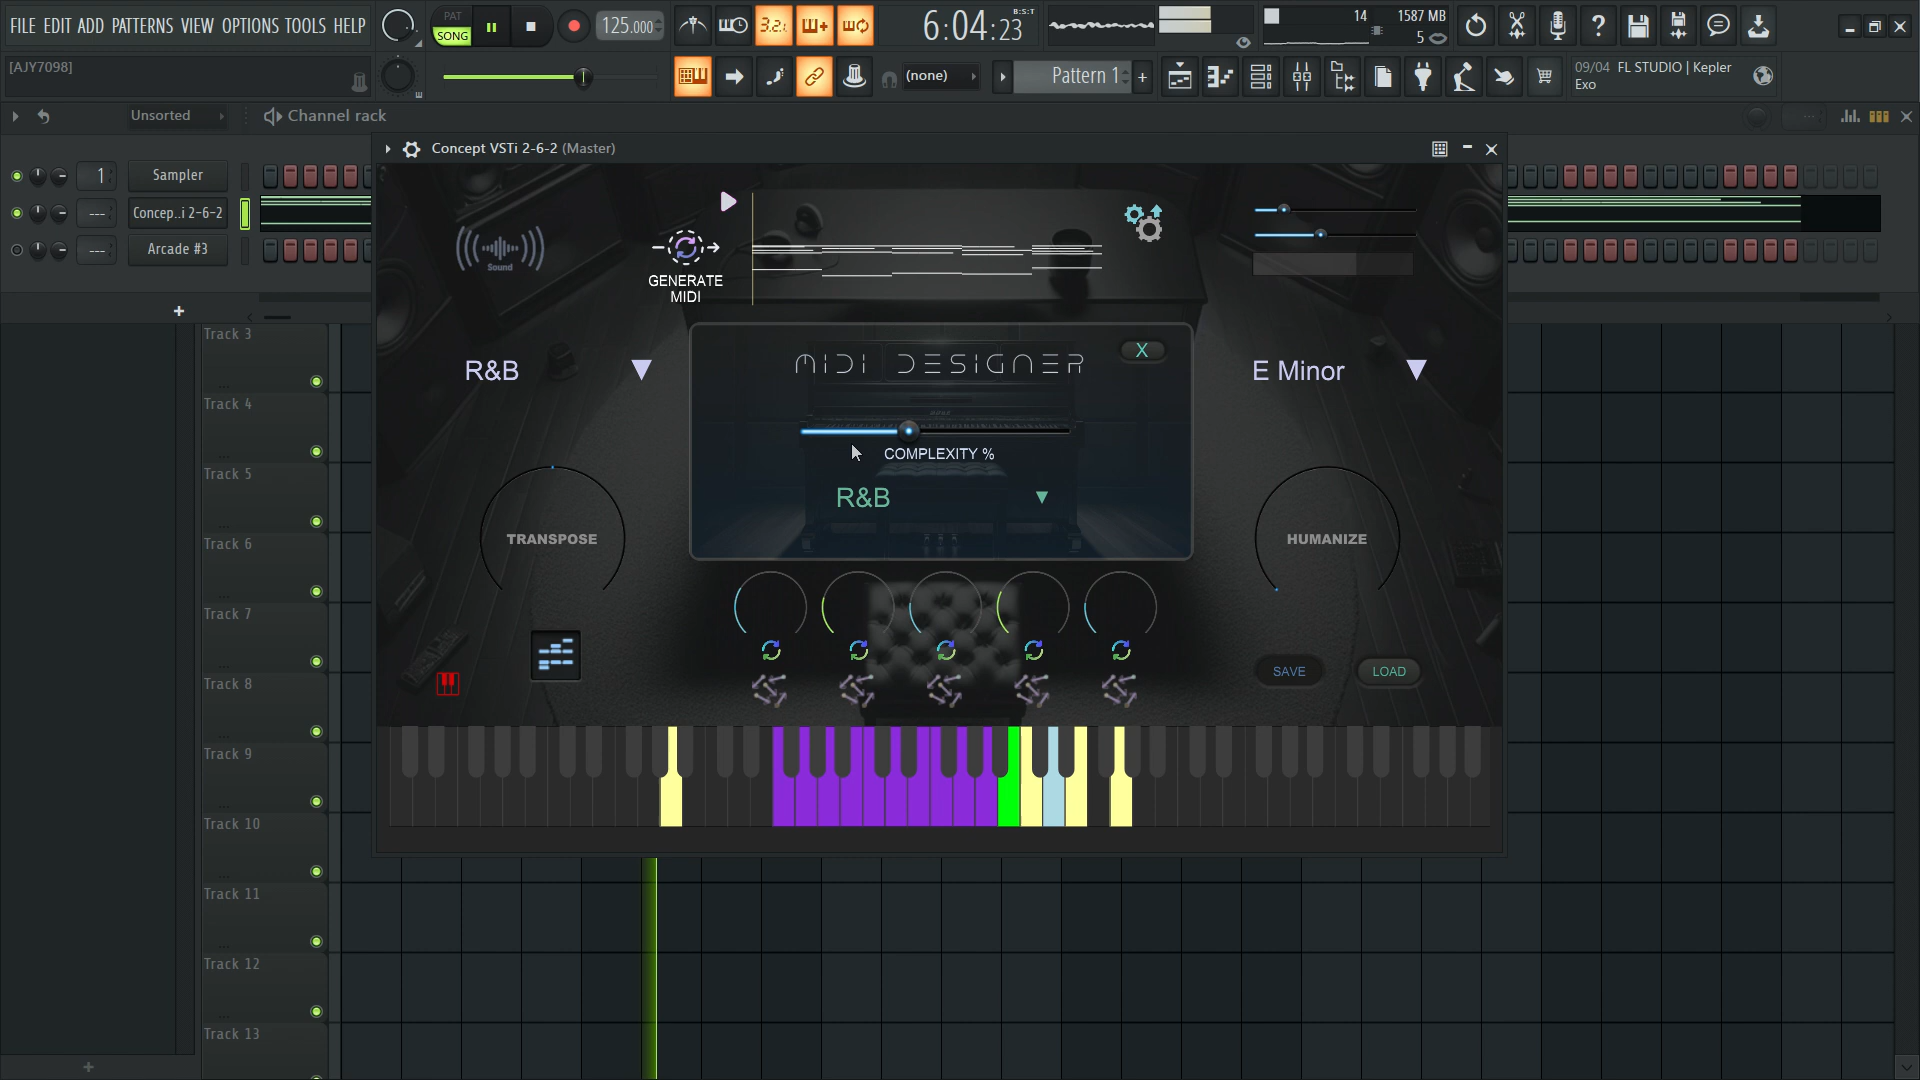 FILE EDIT ADD PATTERNS VIEW OPTIONS TOOLS HELP
PAT
SONG
125.000
3.2.
6:04:23
B:S:T
14
1587 MB
5
[AJY7098]
(none)
Pattern 1
+
09/04 FL STUDIO | Kepler
Exo
Unsorted
Channel rack
Concept VSTi 2-6-2 (Master)
1
Sampler
---
Concep..i 2-6-2
---
Arcade #3
+
Sound
GENERATE
MIDI
R&B
MIDI DESIGNER
X
E Minor
COMPLEXITY %
R&B
TRANSPOSE
HUMANIZE
SAVE
LOAD
Track 3
...
Track 4
...
Track 5
...
Track 6
...
Track 7
...
Track 8
...
Track 9
...
Track 10
...
Track 11
...
Track 12
...
Track 13
+